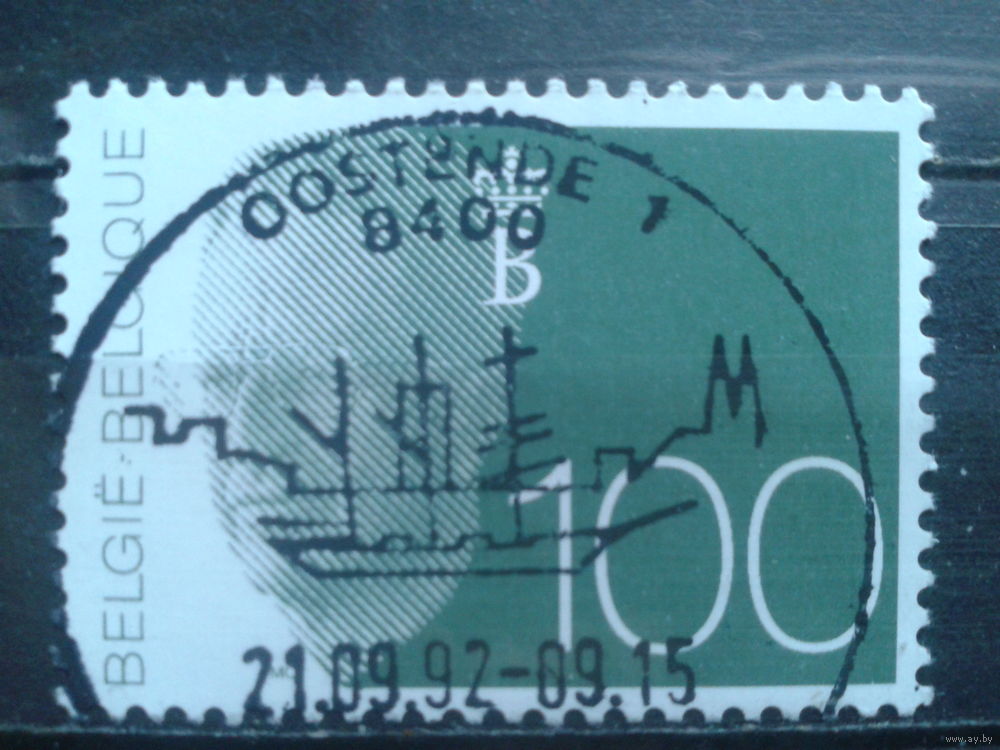 BELGIË·BELGIQUE
OOSTENDE 1
8400
B
100
21.09.92-09.15
www.ay.by